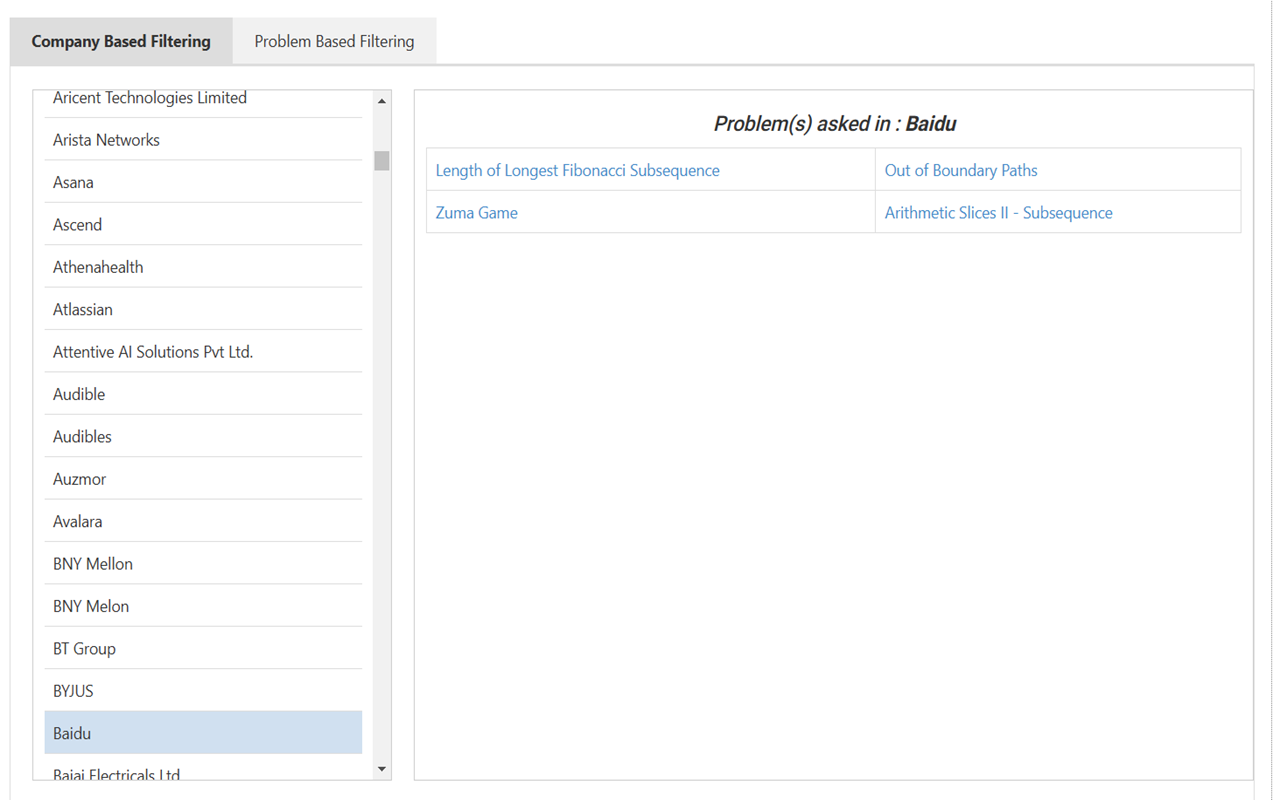 Company Based Filtering
Problem Based Filtering
Aricent Technologies Limited
Arista Networks
Asana
Ascend
Athenahealth
Atlassian
Attentive AI Solutions Pvt Ltd.
Audible
Audibles
Auzmor
Avalara
BNY Mellon
BNY Melon
BT Group
BYJUS
Baidu
Bajaj Electricals Ltd
Problem(s) asked in : Baidu
Length of Longest Fibonacci Subsequence
Out of Boundary Paths
Zuma Game
Arithmetic Slices II - Subsequence